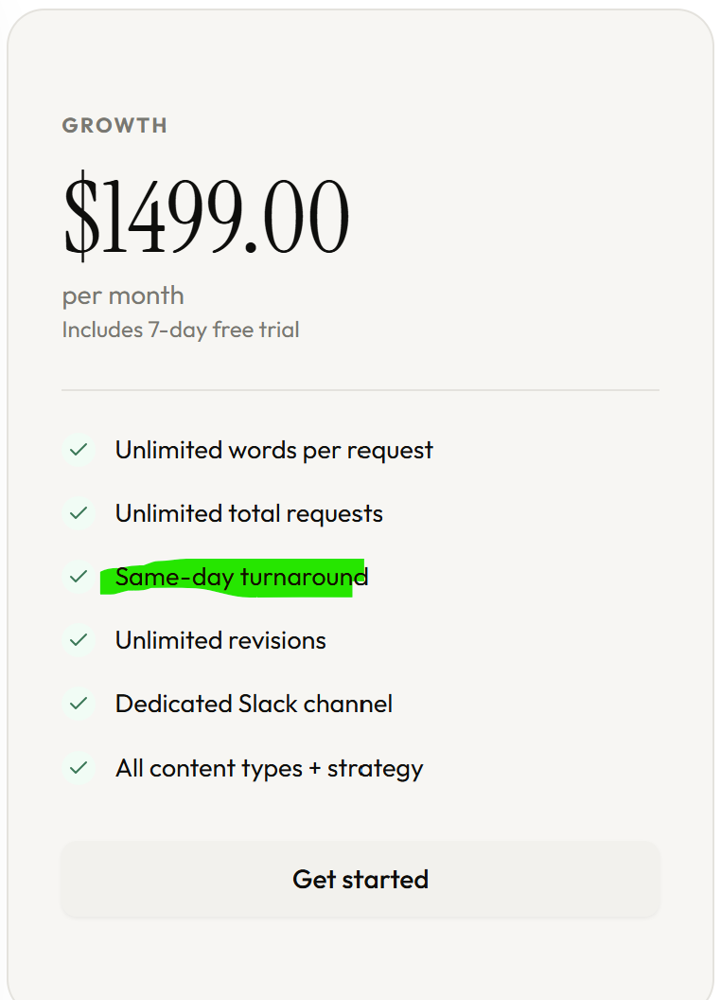 GROWTH
$1499.00
per month
Includes 7-day free trial
Unlimited words per request
Unlimited total requests
Same-day turnaround
Unlimited revisions
Dedicated Slack channel
All content types + strategy
Get started